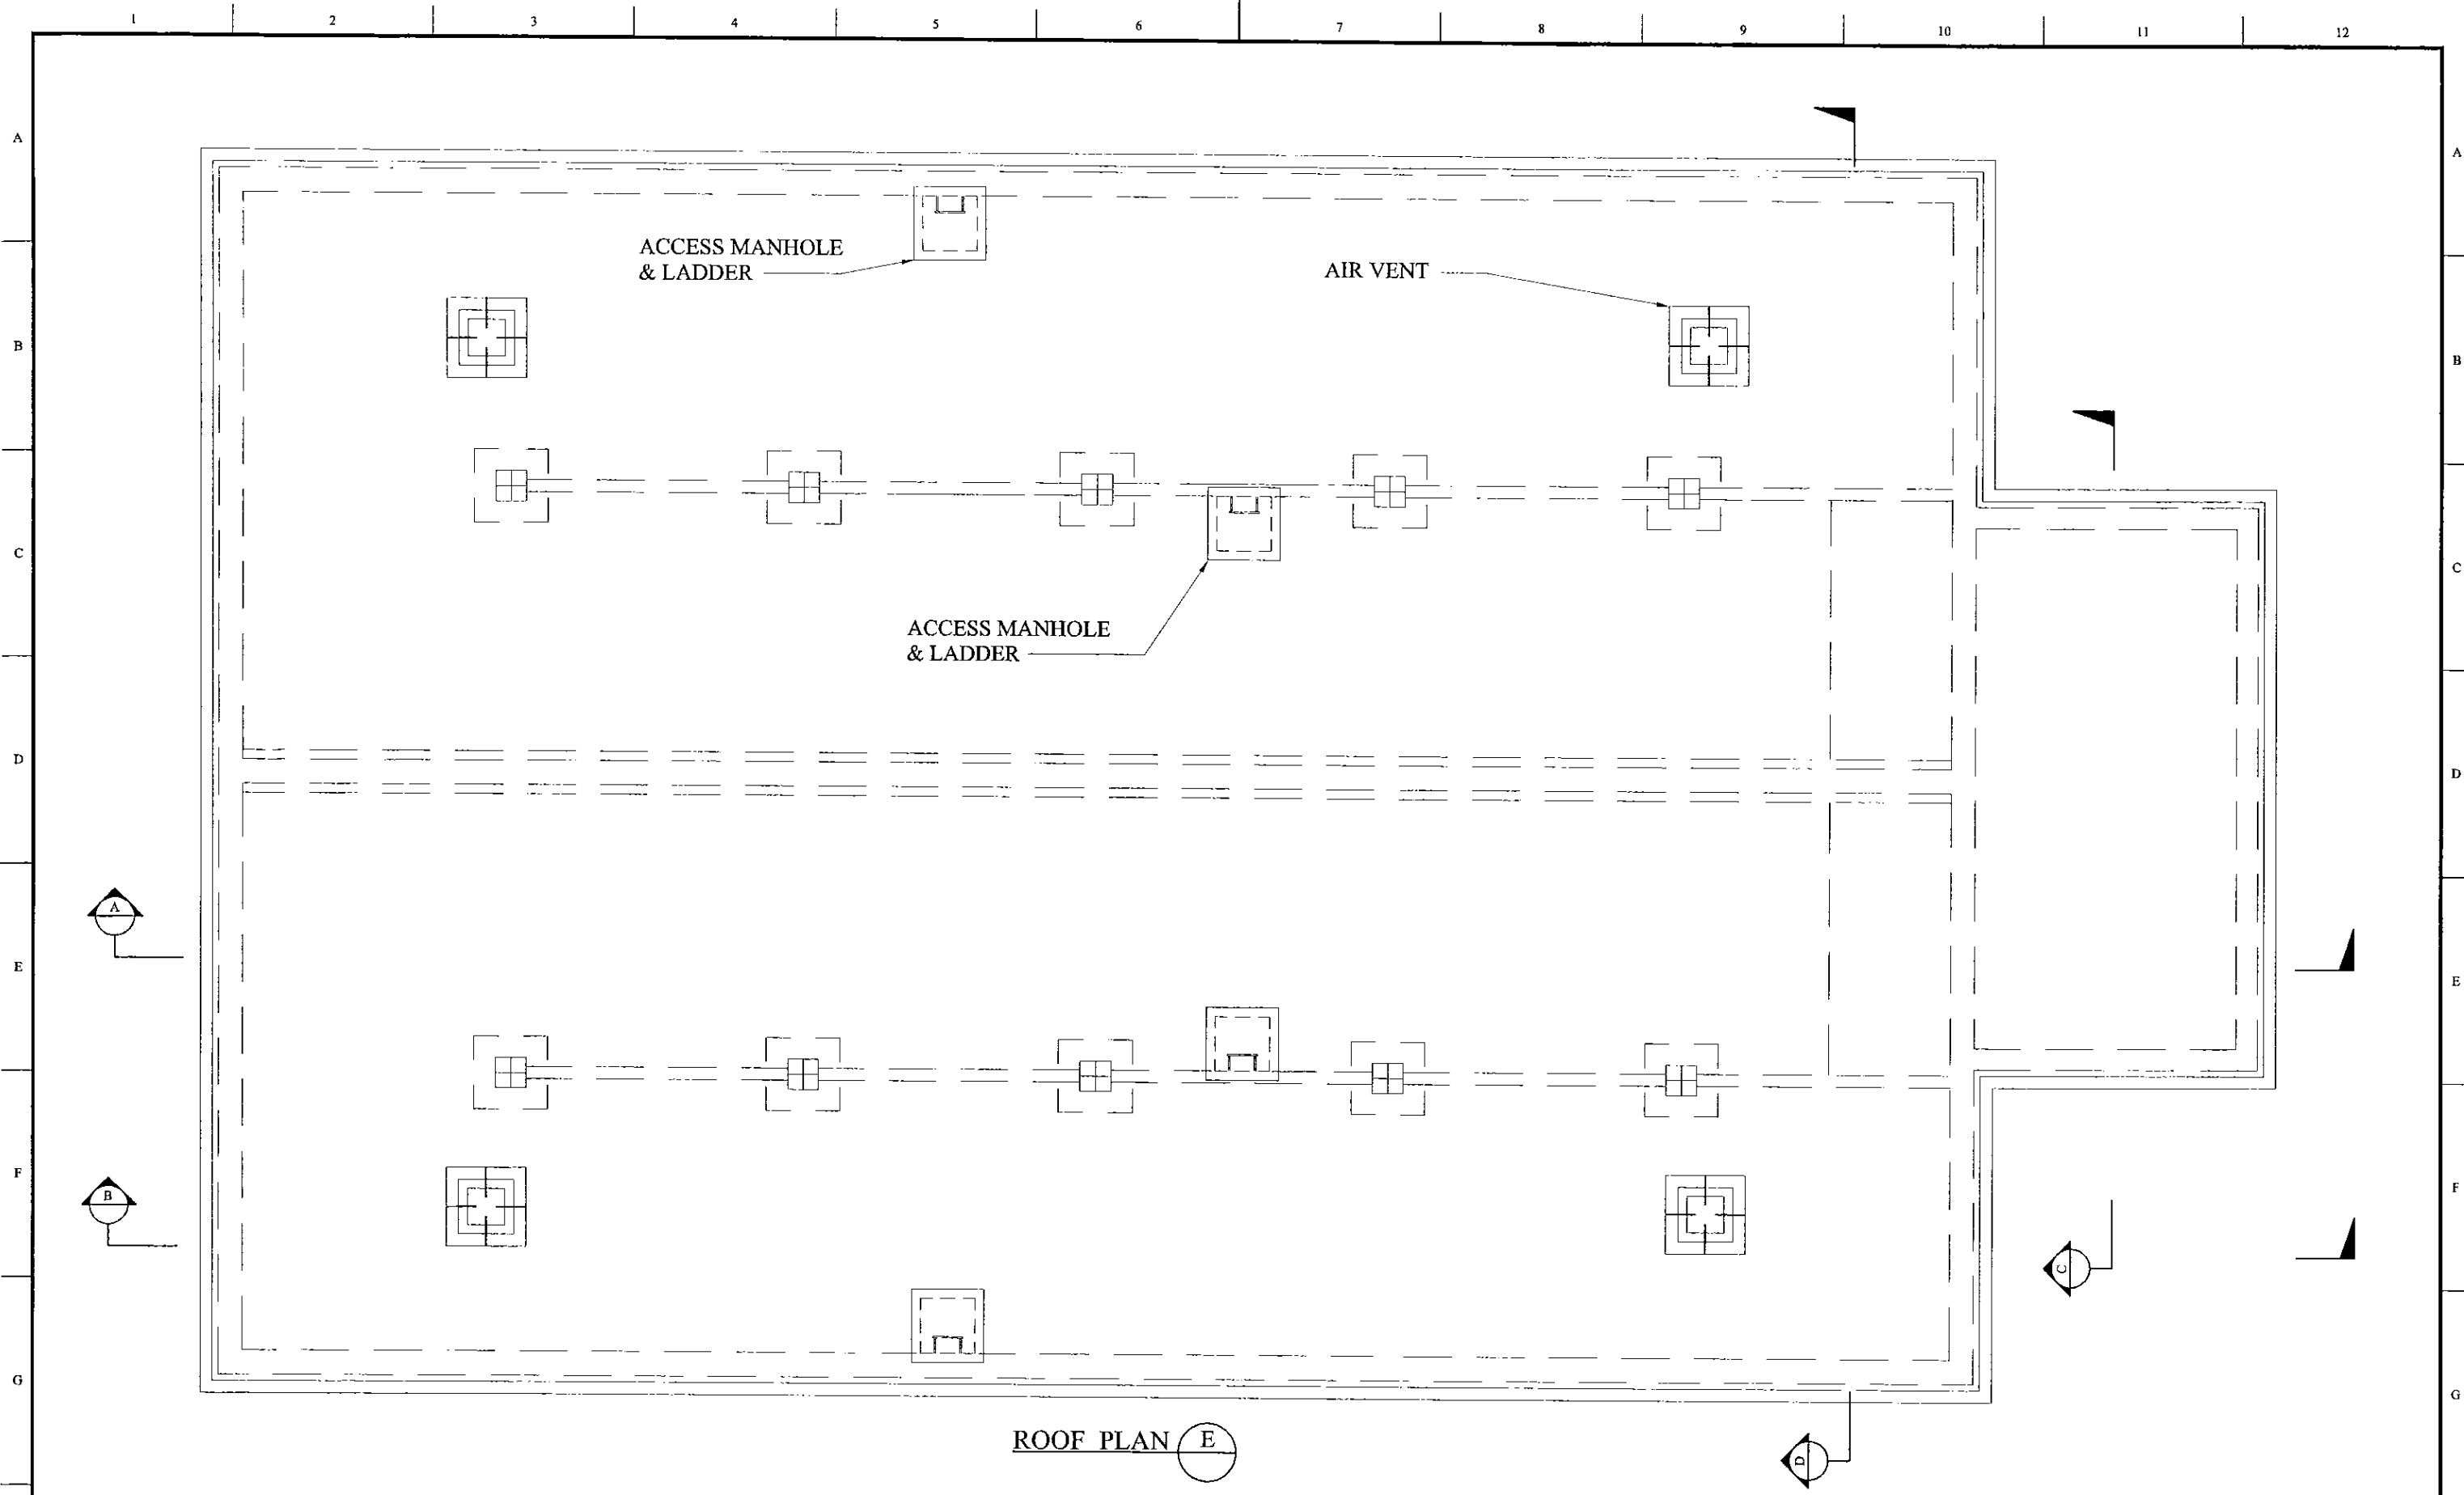 1 2 3 4 5 6 7 8 9 10 11 12
A A
ACCESS MANHOLE
& LADDER
AIR VENT
B B
C C
ACCESS MANHOLE
& LADDER
D D
A
E E
B
F F
C
G G
ROOF PLAN E
D